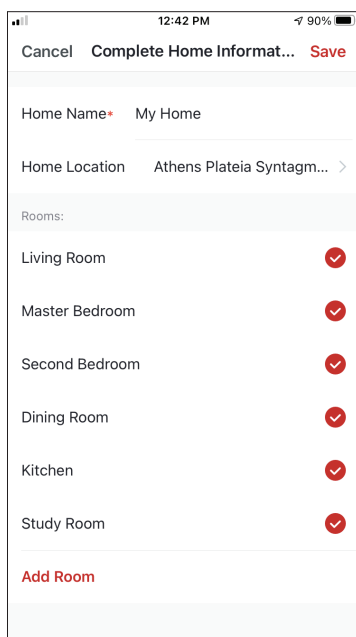 12:42 PM 90%
Cancel Complete Home Informat... Save
Home Name* My Home
Home Location Athens Plateia Syntagm...
Rooms:
Living Room
Master Bedroom
Second Bedroom
Dining Room
Kitchen
Study Room
Add Room